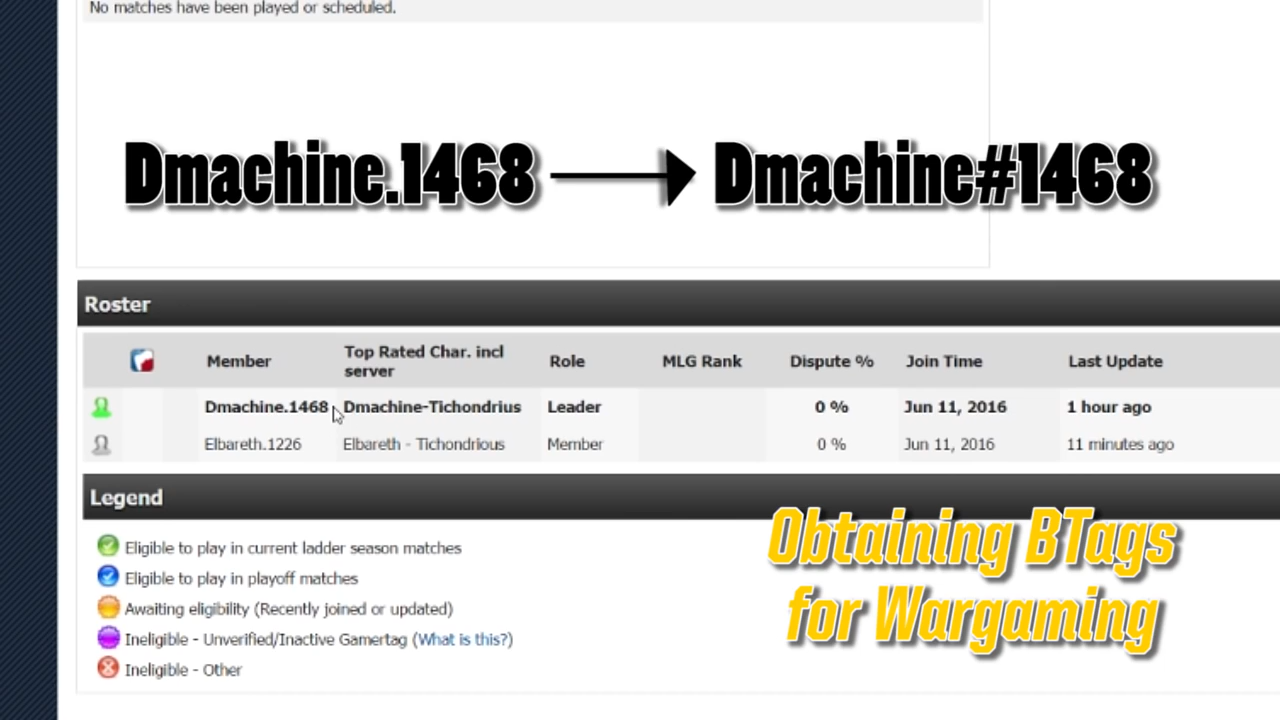 No matches have been played or scheduled.
Dmachine.1468 Dmachine#1468
Roster
Member Top Rated Char. incl server Role MLG Rank Dispute % Join Time Last Update
Dmachine.1468 Dmachine-Tichondrius Leader 0 % Jun 11, 2016 1 hour ago
Elbareth.1226 Elbareth - Tichondrious Member 0 % Jun 11, 2016 11 minutes ago
Legend
Eligible to play in current ladder season matches
Eligible to play in playoff matches
Awaiting eligibility (Recently joined or updated)
Ineligible - Unverified/Inactive Gamertag (What is this?)
Ineligible - Other
Obtaining BTags
for Wargaming